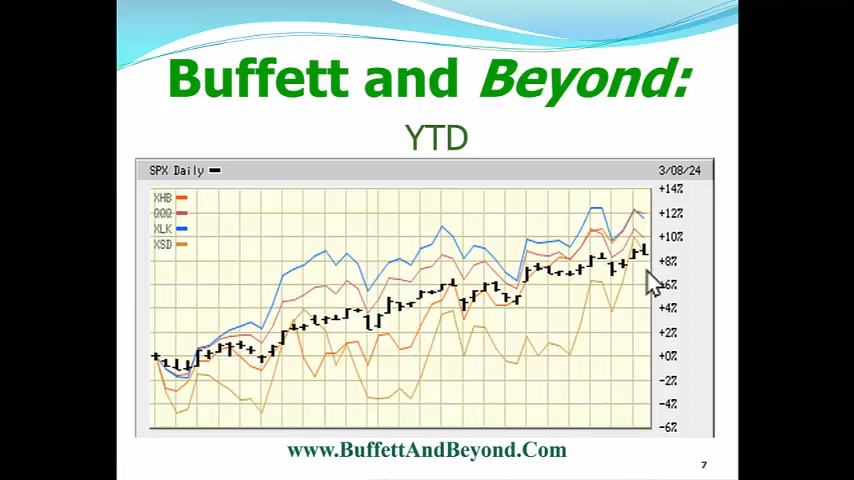 Buffett and Beyond:
YTD
SPX Daily
3/08/24
XHB
QQQ
XLK
XSD
+14%
+12%
+10%
+8%
+6%
+4%
+2%
+0%
-2%
-4%
-6%
www.BuffettAndBeyond.Com
7